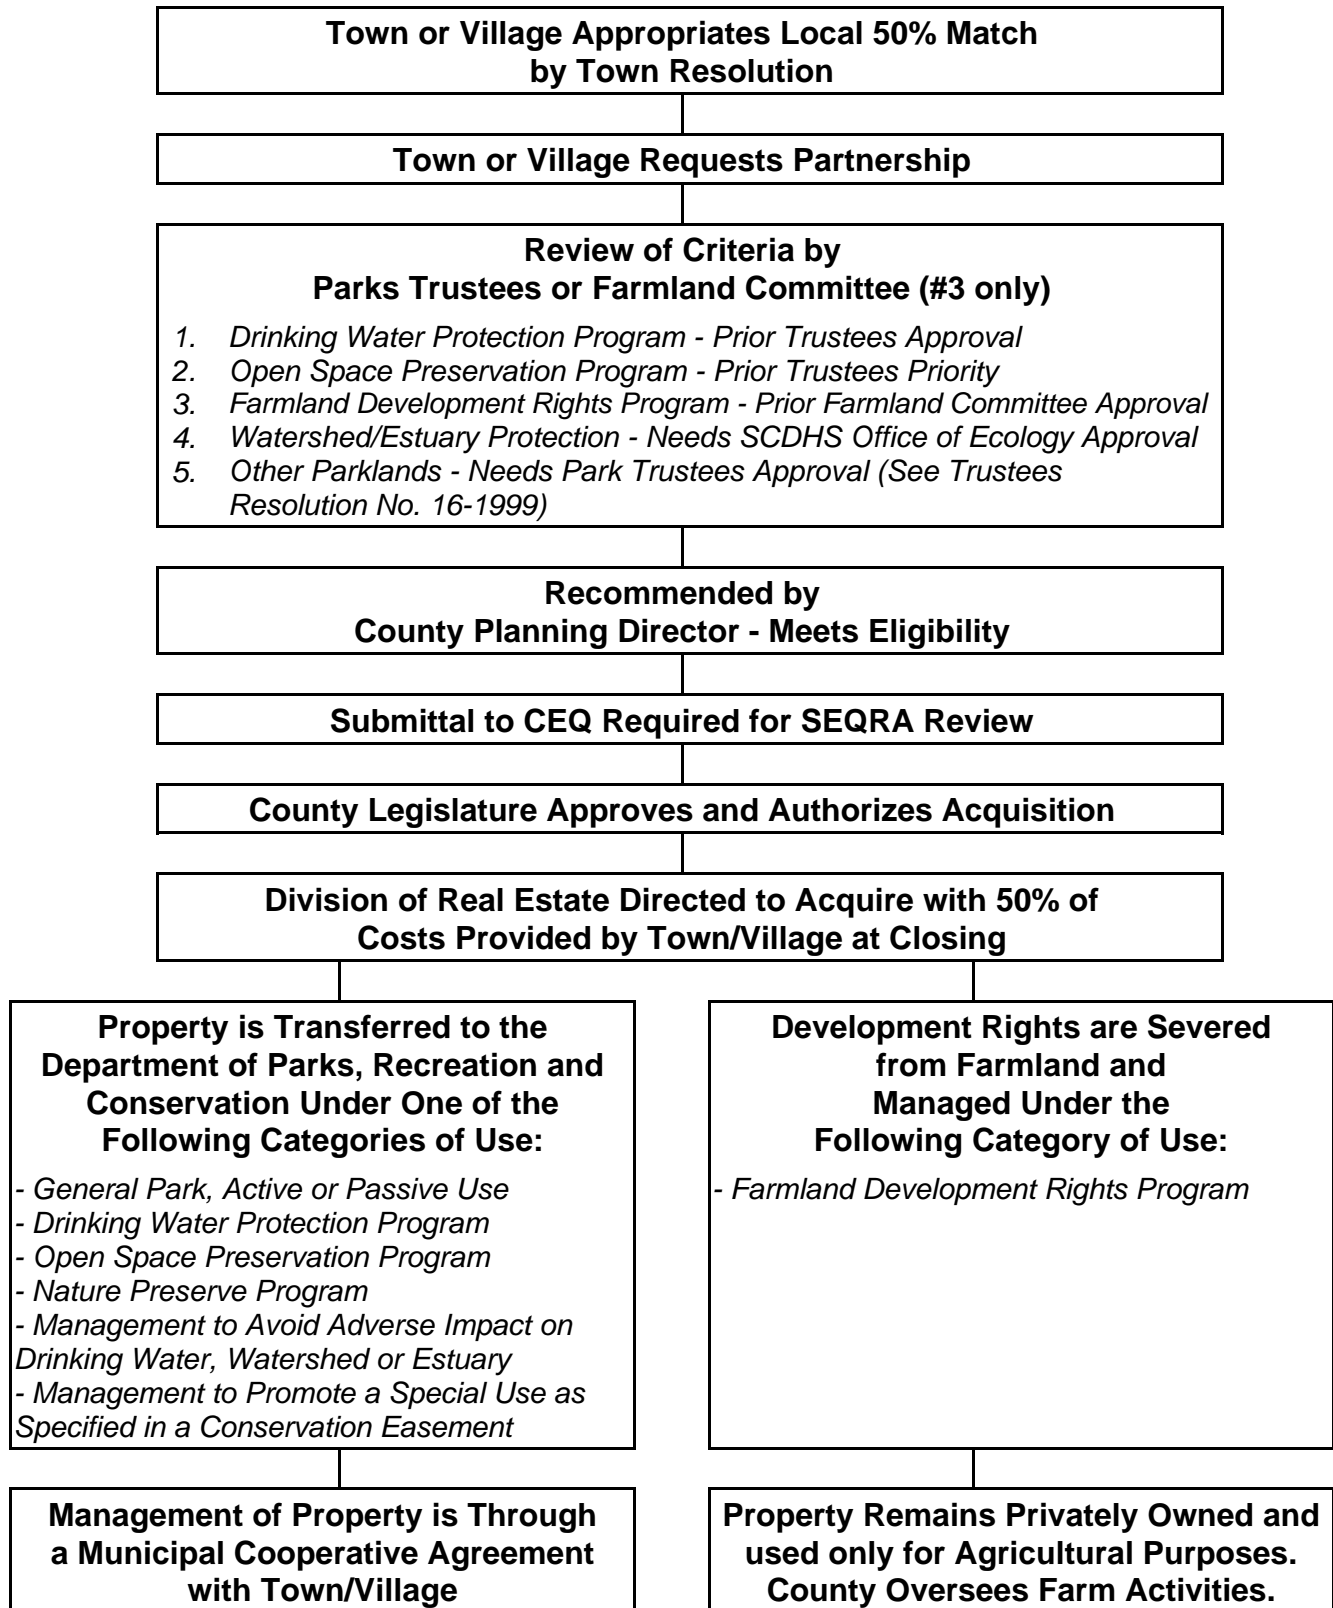 Town or Village Appropriates Local 50% Match
by Town Resolution
Town or Village Requests Partnership
Review of Criteria by
Parks Trustees or Farmland Committee (#3 only)
1. Drinking Water Protection Program - Prior Trustees Approval
2. Open Space Preservation Program - Prior Trustees Priority
3. Farmland Development Rights Program - Prior Farmland Committee Approval
4. Watershed/Estuary Protection - Needs SCDHS Office of Ecology Approval
5. Other Parklands - Needs Park Trustees Approval (See Trustees
Resolution No. 16-1999)
Recommended by
County Planning Director - Meets Eligibility
Submittal to CEQ Required for SEQRA Review
County Legislature Approves and Authorizes Acquisition
Division of Real Estate Directed to Acquire with 50% of
Costs Provided by Town/Village at Closing
Property is Transferred to the
Department of Parks, Recreation and
Conservation Under One of the
Following Categories of Use:
- General Park, Active or Passive Use
- Drinking Water Protection Program
- Open Space Preservation Program
- Nature Preserve Program
- Management to Avoid Adverse Impact on
Drinking Water, Watershed or Estuary
- Management to Promote a Special Use as
Specified in a Conservation Easement
Development Rights are Severed
from Farmland and
Managed Under the
Following Category of Use:
- Farmland Development Rights Program
Management of Property is Through
a Municipal Cooperative Agreement
with Town/Village
Property Remains Privately Owned and
used only for Agricultural Purposes.
County Oversees Farm Activities.